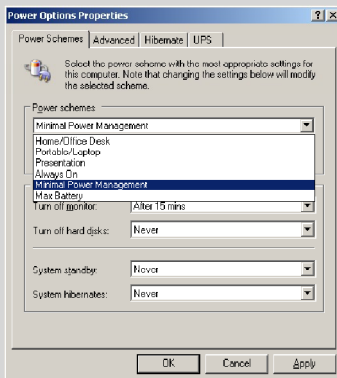 Power Options Properties
Power Schemes Advanced Hibernate UPS
Select the power scheme with the most appropriate settings for
this computer. Note that changing the settings below will modify
the selected scheme.
Power schemes
Minimal Power Management
Home/Office Desk
Portable/Laptop
Presentation
Always On
Minimal Power Management
Max Battery
Turn off monitor: After 15 mins
Turn off hard disks: Never
System standby: Never
System hibernates: Never
OK Cancel Apply